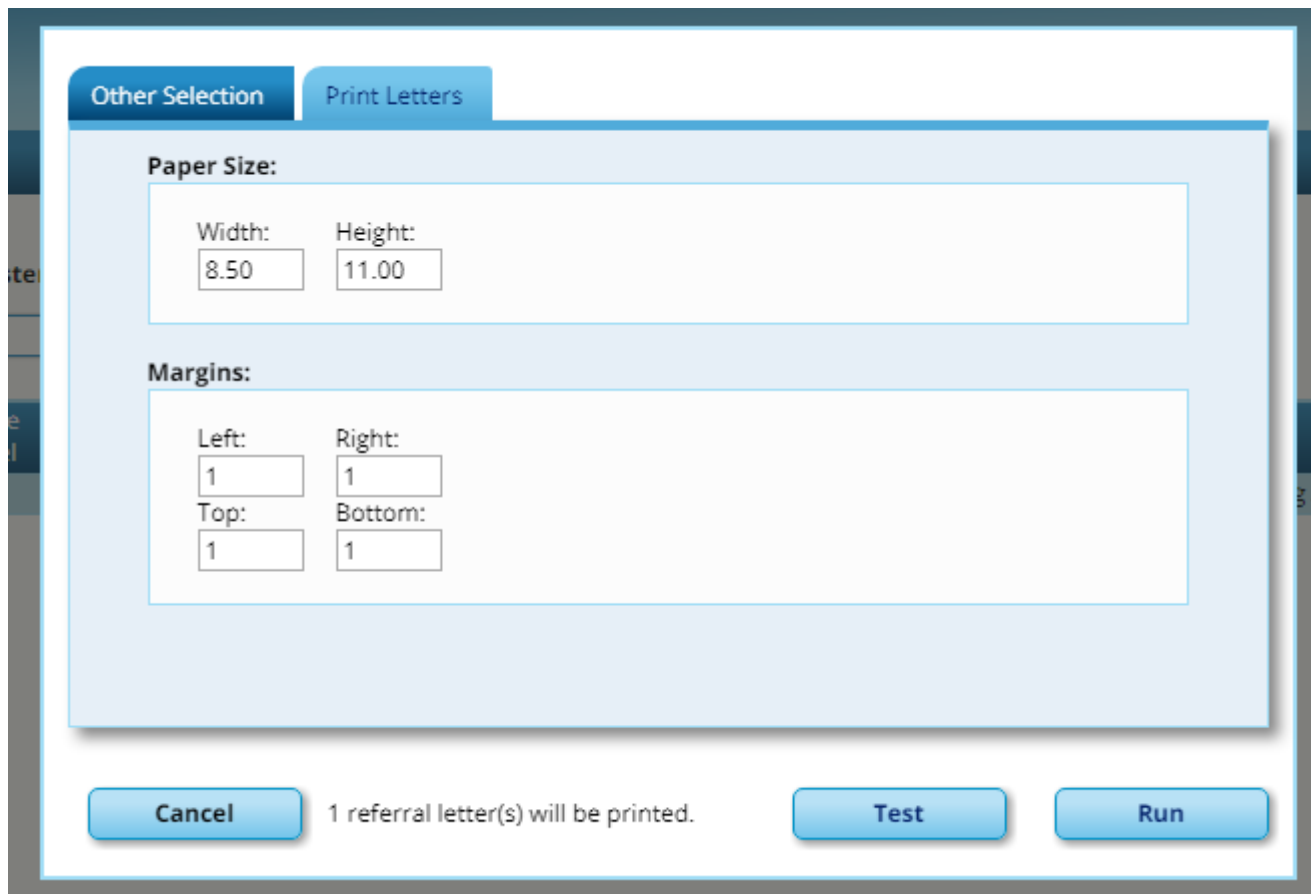 Other Selection Print Letters
Paper Size:
Width: Height:
8.50 11.00
Margins:
Left: Right:
1 1
Top: Bottom:
1 1
Cancel 1 referral letter(s) will be printed. Test Run